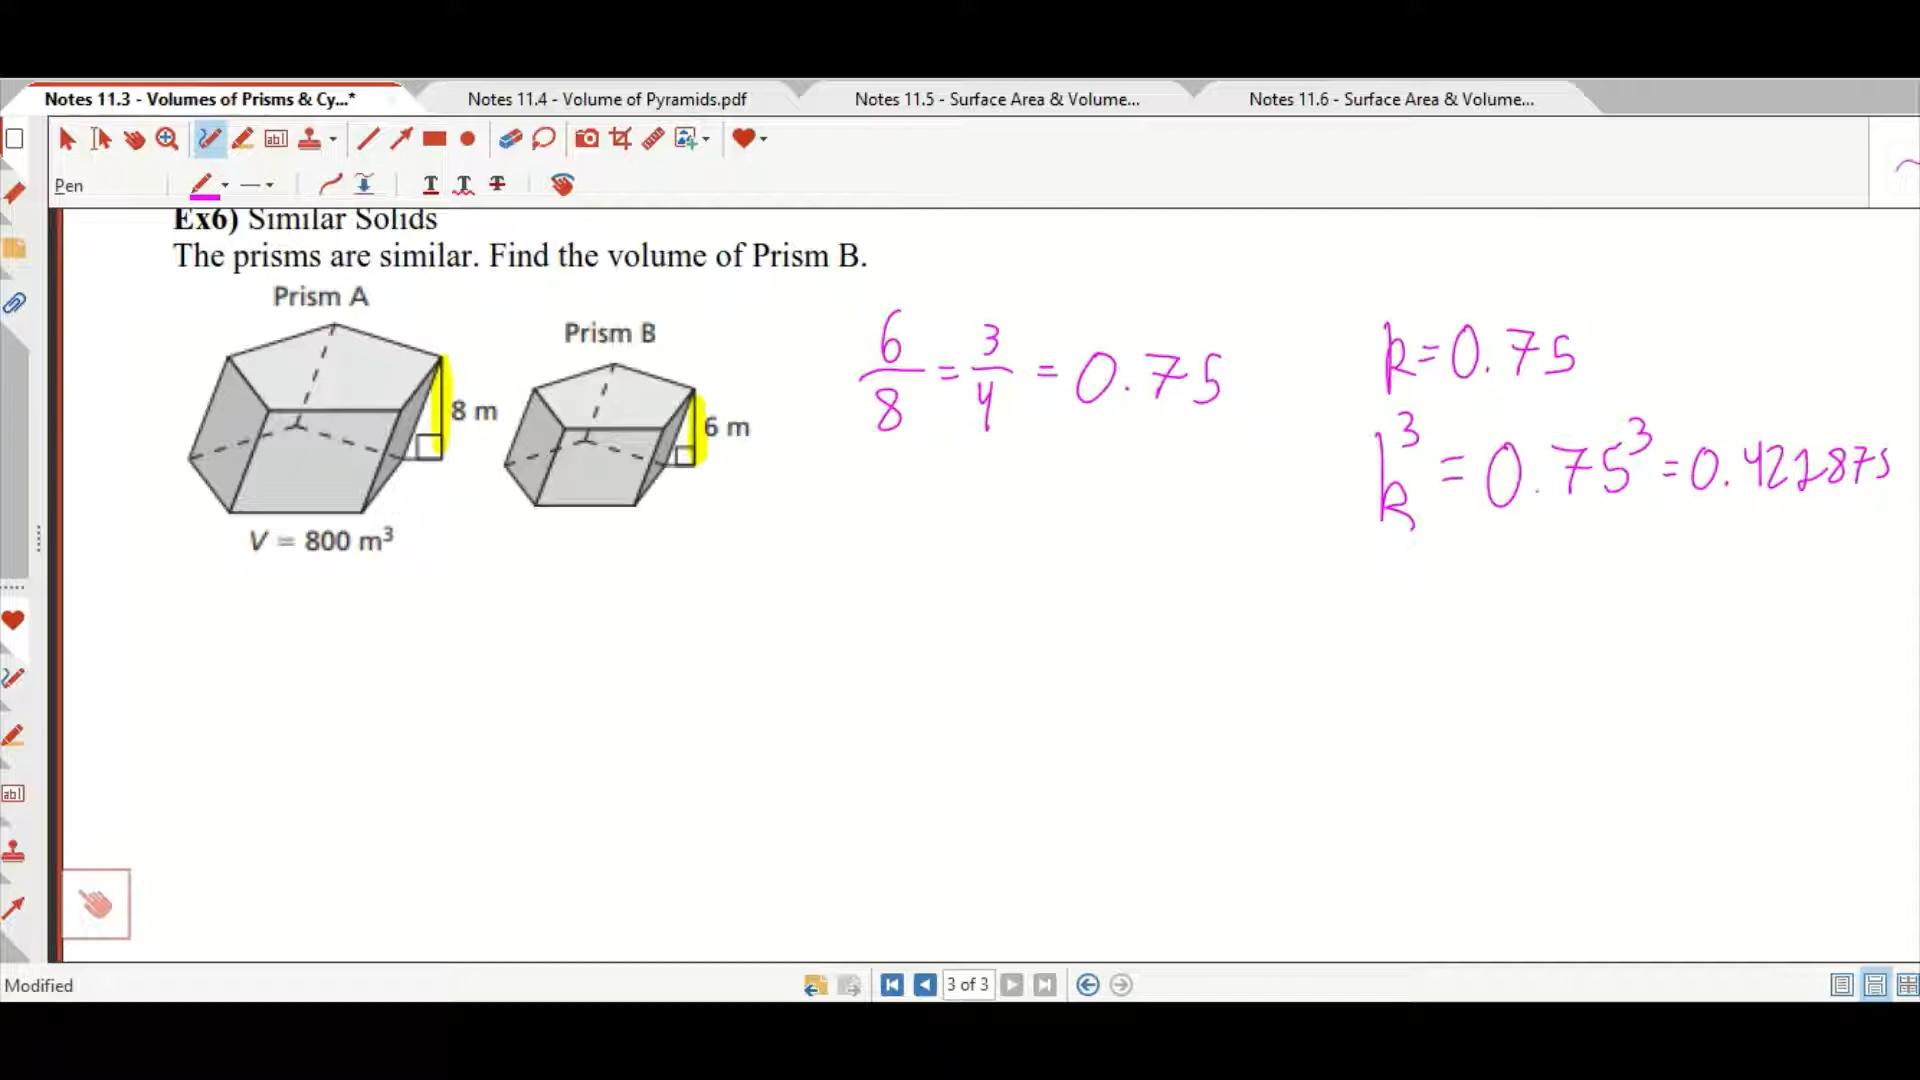 Notes 11.3 - Volumes of Prisms & Cy...*
Notes 11.4 - Volume of Pyramids.pdf
Notes 11.5 - Surface Area & Volume...
Notes 11.6 - Surface Area & Volume...
Pen
Ex6) Similar Solids
The prisms are similar. Find the volume of Prism B.
Prism A
Prism B
8 m
6 m
V = 800 m³
6/8 = 3/4 = 0.75
k = 0.75
k³ = 0.75³ = 0.421875
Modified
3 of 3